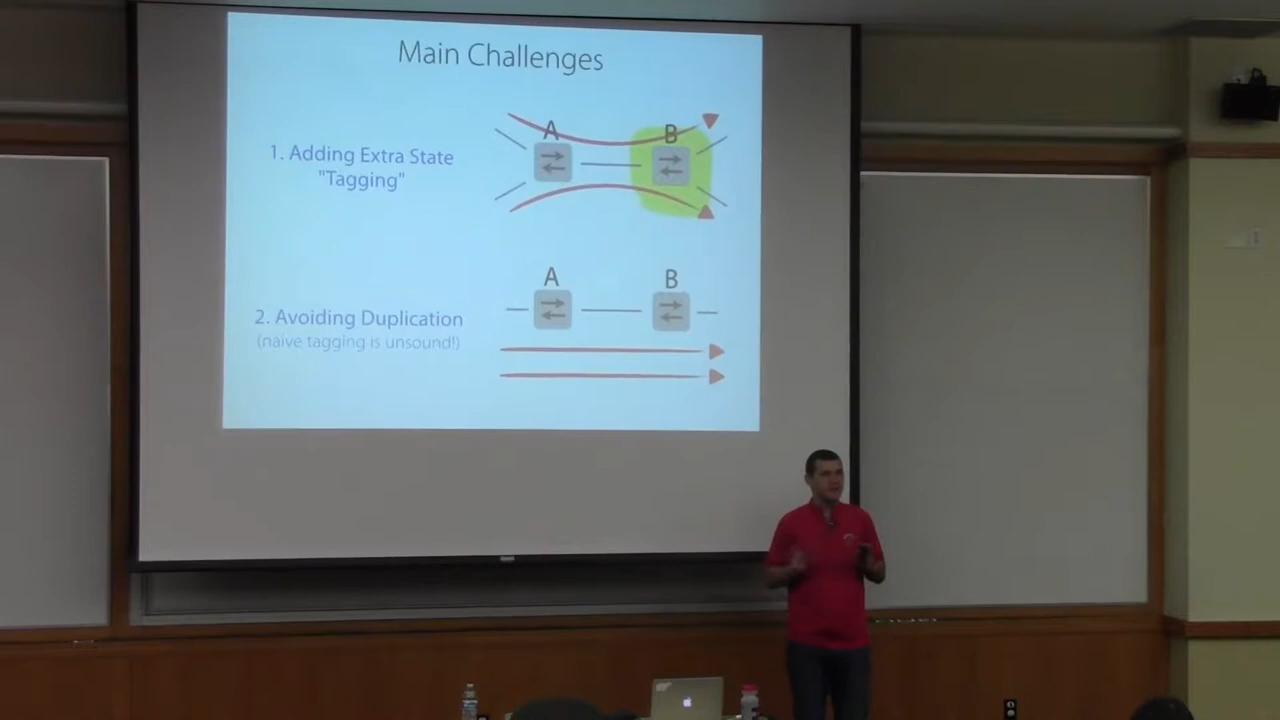 Main Challenges
A
B
1. Adding Extra State
"Tagging"
A
B
2. Avoiding Duplication
(naive tagging is unsound!)